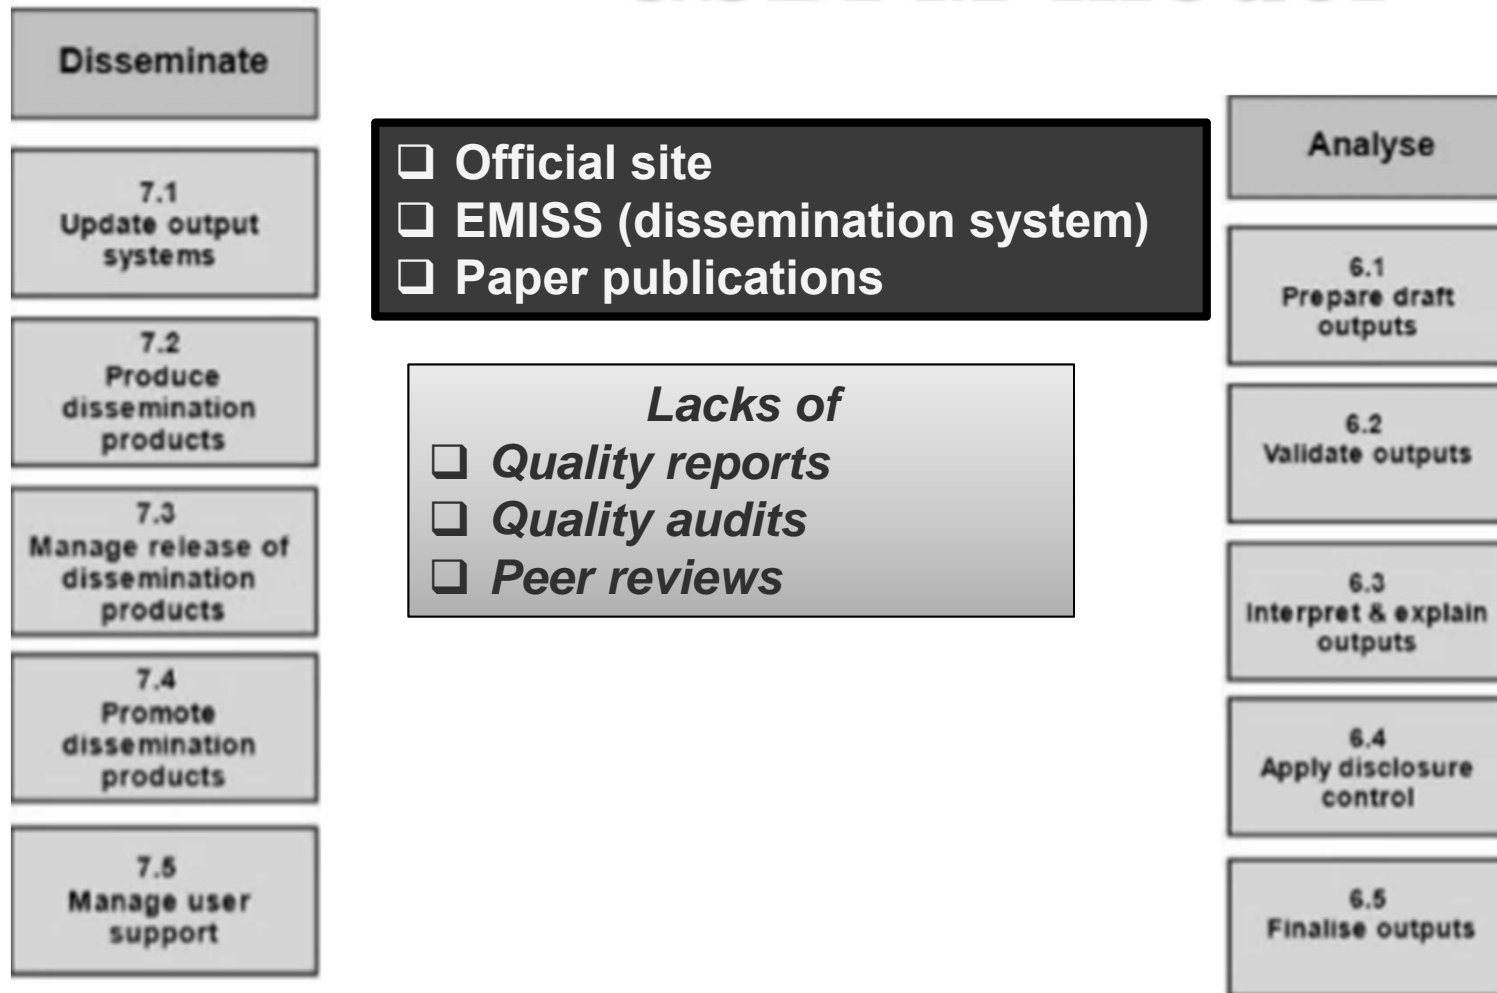 Disseminate
7.1
Update output
systems
7.2
Produce
dissemination
products
7.3
Manage release of
dissemination
products
7.4
Promote
dissemination
products
7.5
Manage user
support
❑ Official site
❑ EMISS (dissemination system)
❑ Paper publications
Lacks of
❑ Quality reports
❑ Quality audits
❑ Peer reviews
Analyse
6.1
Prepare draft
outputs
6.2
Validate outputs
6.3
Interpret & explain
outputs
6.4
Apply disclosure
control
6.5
Finalise outputs